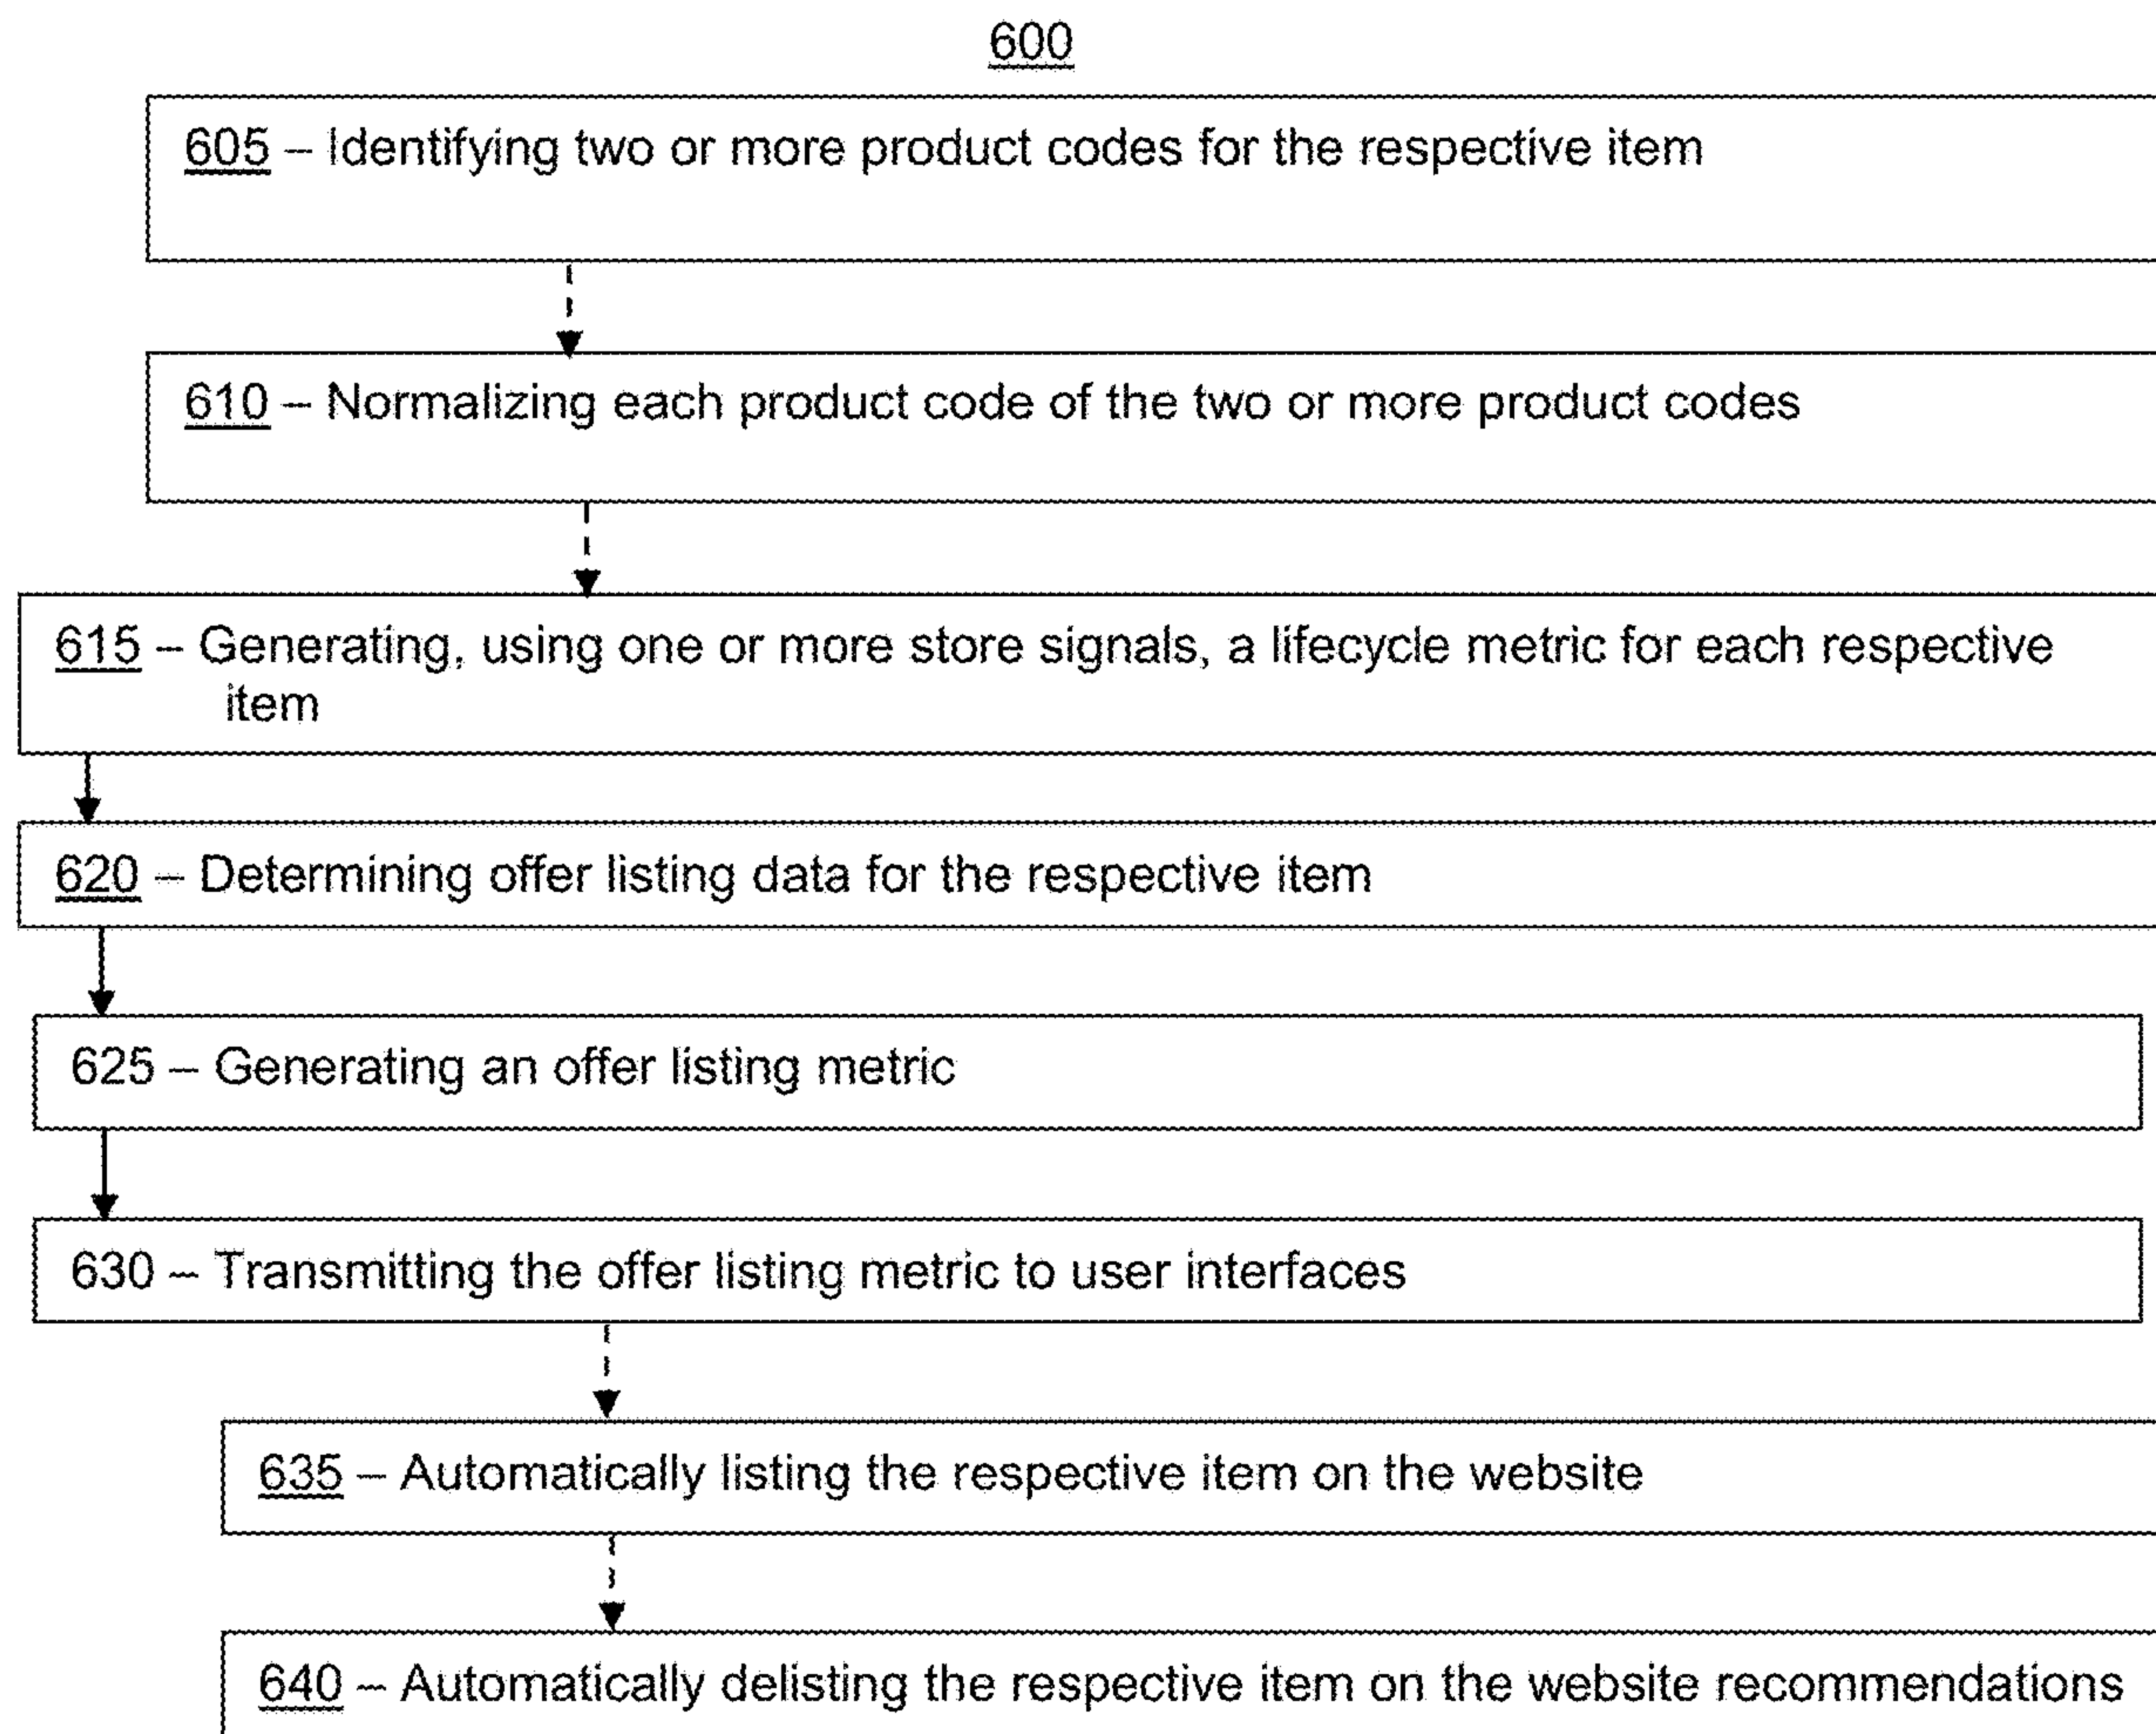 600
605 – Identifying two or more product codes for the respective item
610 – Normalizing each product code of the two or more product codes
615 – Generating, using one or more store signals, a lifecycle metric for each respective
item
620 – Determining offer listing data for the respective item
625 – Generating an offer listing metric
630 – Transmitting the offer listing metric to user interfaces
635 – Automatically listing the respective item on the website
640 – Automatically delisting the respective item on the website recommendations